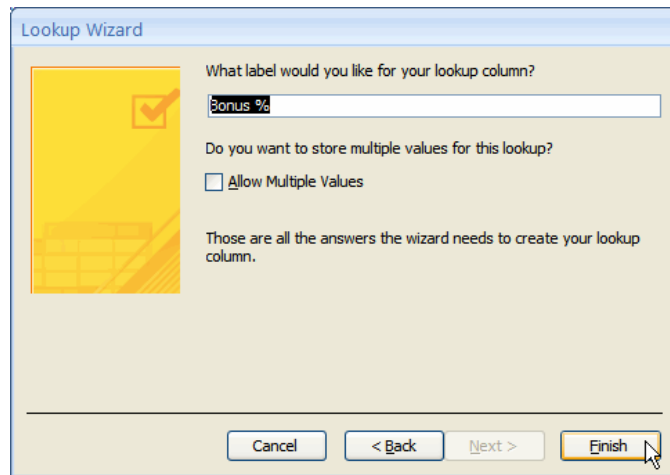 Lookup Wizard
What label would you like for your lookup column?
Bonus %
Do you want to store multiple values for this lookup?
Allow Multiple Values
Those are all the answers the wizard needs to create your lookup
column.
Cancel
< Back
Next >
Finish